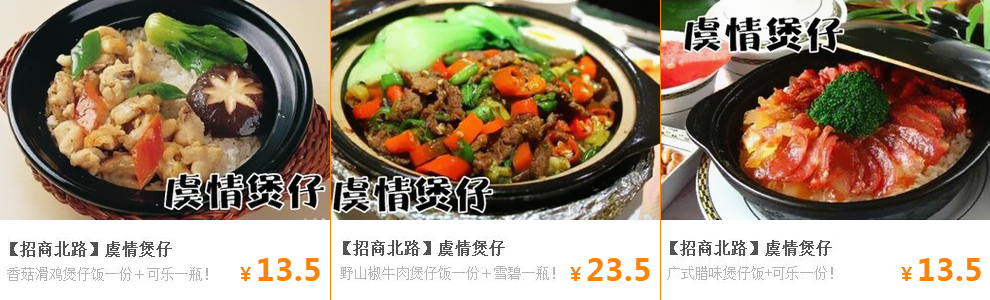 虞情煲仔
【招商北路】虞情煲仔
香菇滑鸡煲仔饭一份＋可乐一瓶！
¥13.5
虞情煲仔
【招商北路】虞情煲仔
野山椒牛肉煲仔饭一份＋雪碧一瓶！
¥23.5
虞情煲仔
【招商北路】虞情煲仔
广式腊味煲仔饭+可乐一份！
¥13.5